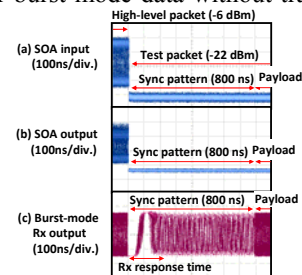 burst-mode data without
High-level packet (-6 dBm)
(a) SOA input
(100ns/div.)
Test packet (-22 dBm)
Sync pattern (800 ns) Payload
(b) SOA output
(100ns/div.)
Sync pattern (800 ns) Payload
Sync pattern (800 ns) Payload
(c) Burst-mode
Rx output
(100ns/div.)
Rx response time